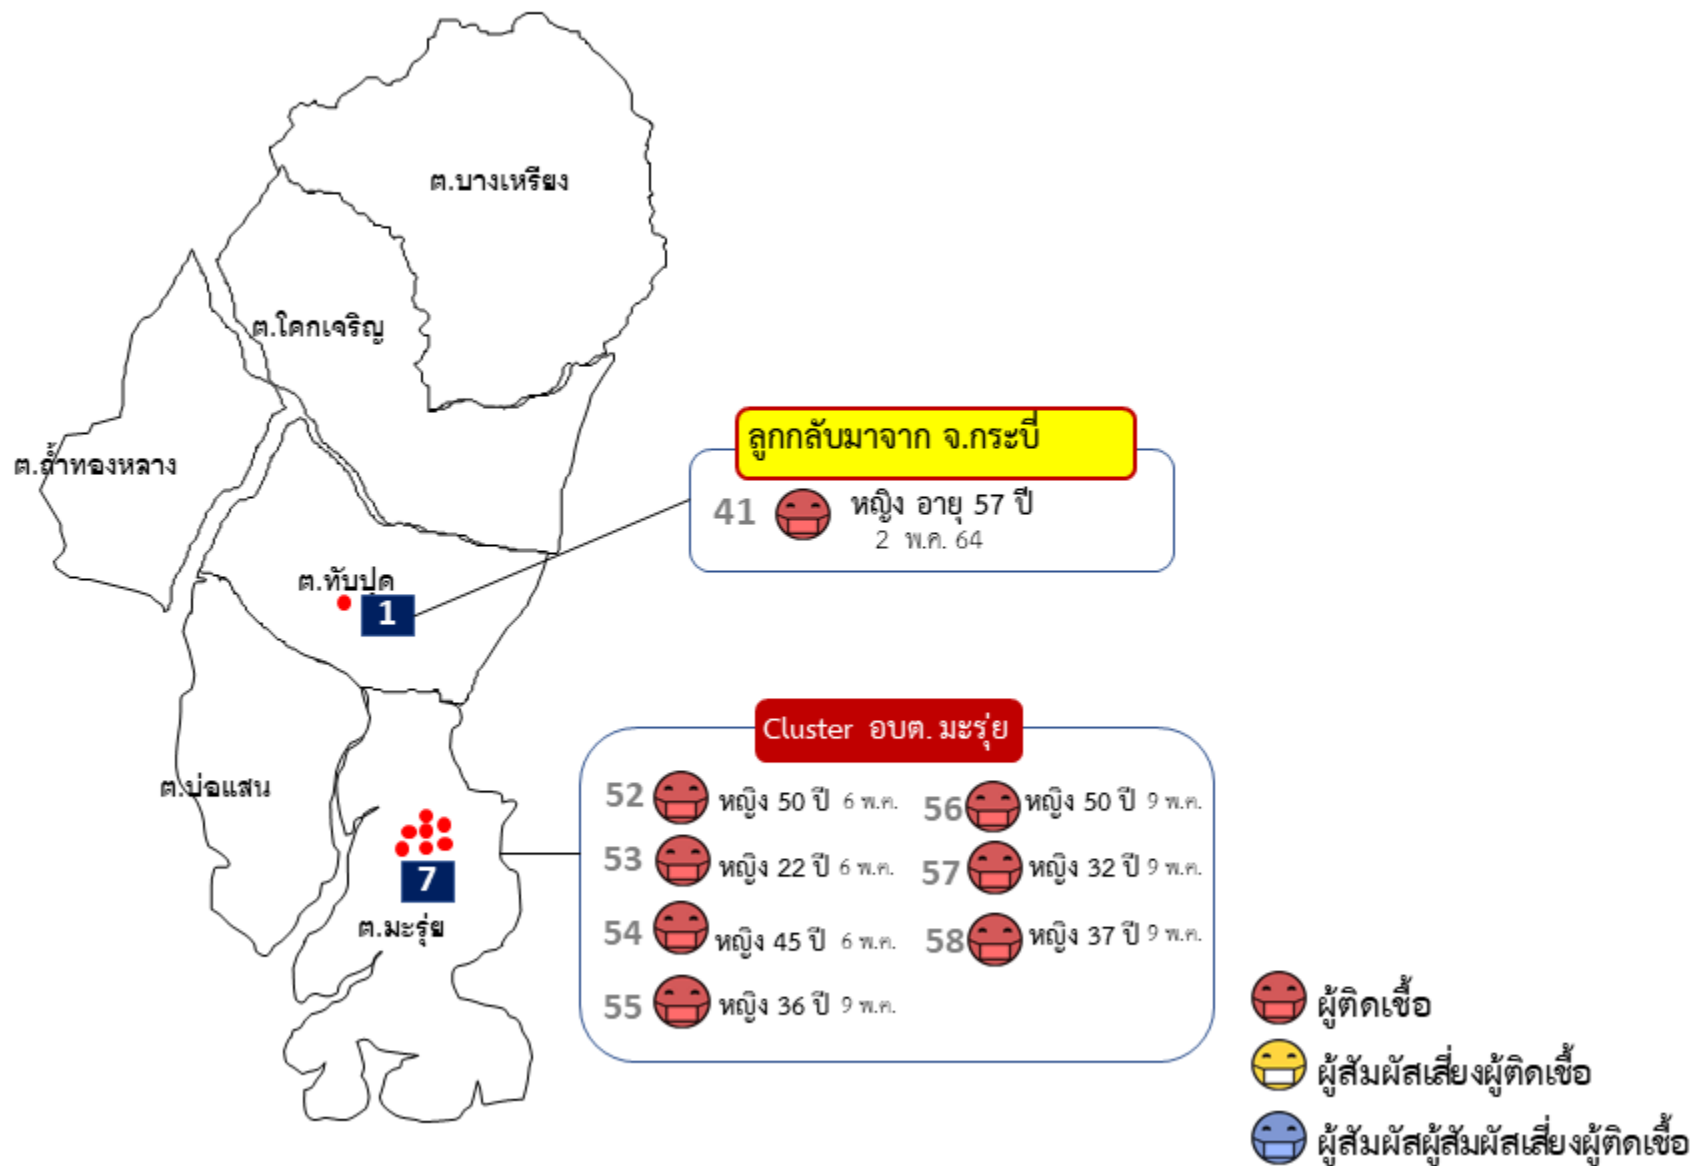 ต.บางเหรียง
ต.โคกเจริญ
ต.ถ้ำทองหลาง
ต.ทับปุด
1
ต.บ่อแสน
7
ต.มะรุ่ย
ลูกกลับมาจาก จ.กระบี่
41 หญิง อายุ 57 ปี
2 พ.ค. 64
Cluster อบต. มะรุ่ย
52 หญิง 50 ปี 6 พ.ค.
53 หญิง 22 ปี 6 พ.ค.
54 หญิง 45 ปี 6 พ.ค.
55 หญิง 36 ปี 9 พ.ค.
56 หญิง 50 ปี 9 พ.ค.
57 หญิง 32 ปี 9 พ.ค.
58 หญิง 37 ปี 9 พ.ค.
ผู้ติดเชื้อ
ผู้สัมผัสเสี่ยงผู้ติดเชื้อ
ผู้สัมผัสผู้สัมผัสเสี่ยงผู้ติดเชื้อ